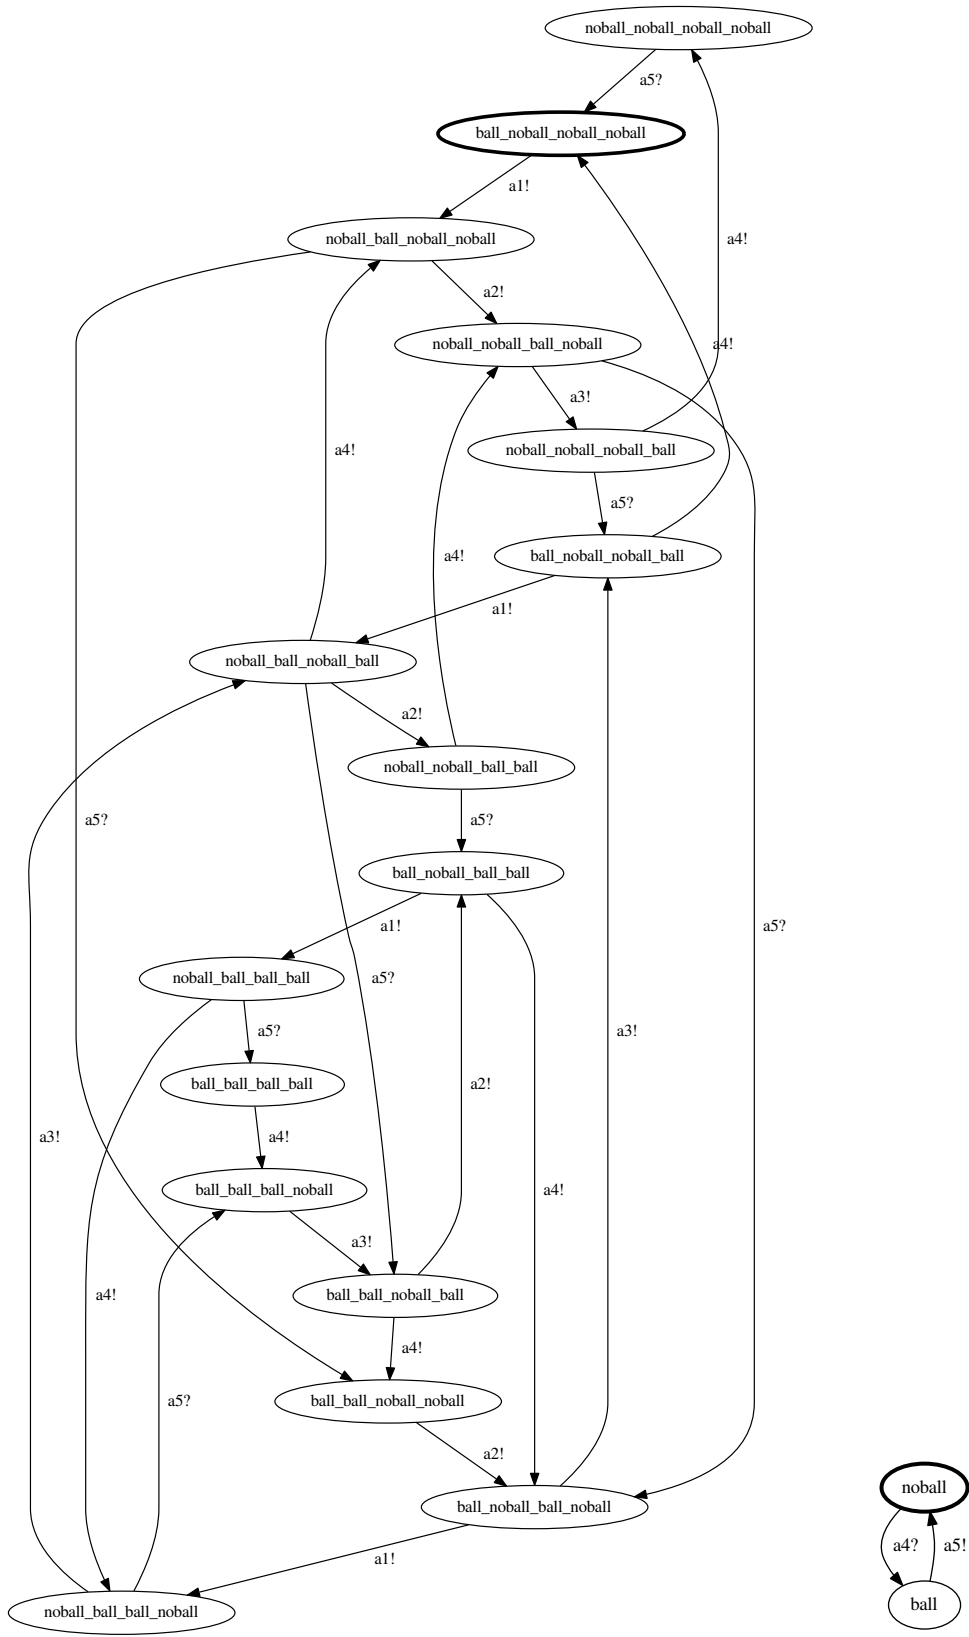 noball_noball_noball_noball
a5?
ball_noball_noball_noball
a1!
noball_ball_noball_noball
a4!
a2!
noball_noball_ball_noball
a4!
a3!
noball_noball_noball_ball
a4!
a5?
ball_noball_noball_ball
a4!
a1!
noball_ball_noball_ball
a2!
noball_noball_ball_ball
a5?
a5?
ball_noball_ball_ball
a1!
a5?
noball_ball_ball_ball
a5?
a5?
a3!
ball_ball_ball_ball
a2!
a3!
a4!
ball_ball_ball_noball
a4!
a3!
a4!
ball_ball_noball_ball
a4!
a5?
ball_ball_noball_noball
a2!
noball
ball_noball_ball_noball
a4?
a5!
a1!
ball
noball_ball_ball_noball